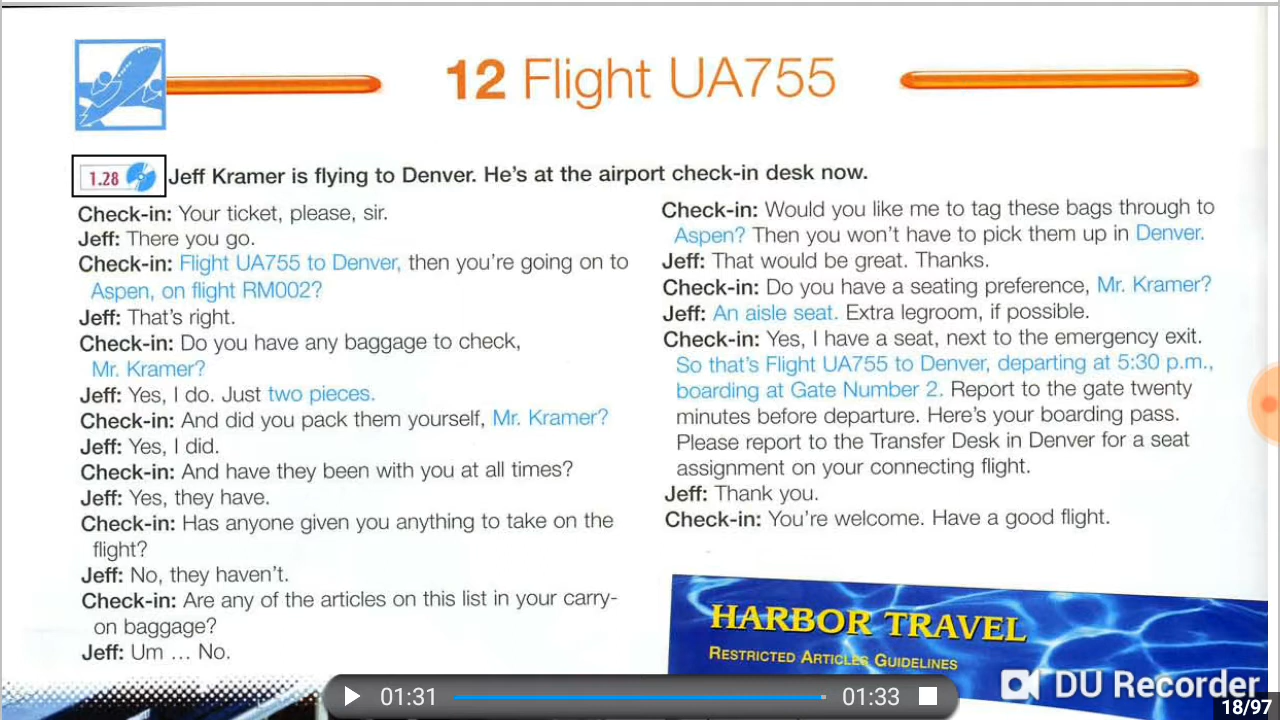 12 Flight UA755
1.28
Jeff Kramer is flying to Denver. He's at the airport check-in desk now.
Check-in: Your ticket, please, sir.
Jeff: There you go.
Check-in: Flight UA755 to Denver, then you're going on to
Aspen, on flight RM002?
Jeff: That's right.
Check-in: Do you have any baggage to check,
Mr. Kramer?
Jeff: Yes, I do. Just two pieces.
Check-in: And did you pack them yourself, Mr. Kramer?
Jeff: Yes, I did.
Check-in: And have they been with you at all times?
Jeff: Yes, they have.
Check-in: Has anyone given you anything to take on the
flight?
Jeff: No, they haven't.
Check-in: Are any of the articles on this list in your carry-
on baggage?
Jeff: Um ... No.
Check-in: Would you like me to tag these bags through to
Aspen? Then you won't have to pick them up in Denver.
Jeff: That would be great. Thanks.
Check-in: Do you have a seating preference, Mr. Kramer?
Jeff: An aisle seat. Extra legroom, if possible.
Check-in: Yes, I have a seat, next to the emergency exit.
So that's Flight UA755 to Denver, departing at 5:30 p.m.,
boarding at Gate Number 2. Report to the gate twenty
minutes before departure. Here's your boarding pass.
Please report to the Transfer Desk in Denver for a seat
assignment on your connecting flight.
Jeff: Thank you.
Check-in: You're welcome. Have a good flight.
HARBOR TRAVEL
RESTRICTED ARTICLES GUIDELINES
DU Recorder
01:31
01:33
18/97